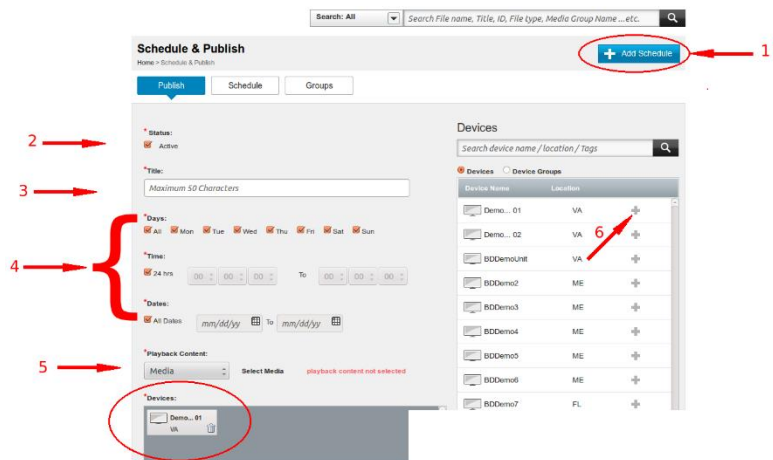 Search: All
Search File name, Title, ID, File type, Media Group Name ...etc.
Schedule & Publish
Home > Schedule & Publish
Add Schedule
1
Publish
Schedule
Groups
2
* Status:
Active
3
*Title:
Maximum 50 Characters
4
*Days:
All Mon Tue Wed Thu Fri Sat Sun
*Time:
24 hrs 00 00 00 To 00 00 00
*Dates:
All Dates mm/dd/yy To mm/dd/yy
5
*Playback Content:
Media Select Media playback content not selected
*Devices:
Demo... 01
VA
Devices
Search device name / location / Tags
Devices Device Groups
Device Name Location
Demo... 01 VA
6
Demo... 02 VA
BDDemoUnit VA
BDDemo2 ME
BDDemo3 ME
BDDemo4 ME
BDDemo5 ME
BDDemo6 ME
BDDemo7 FL